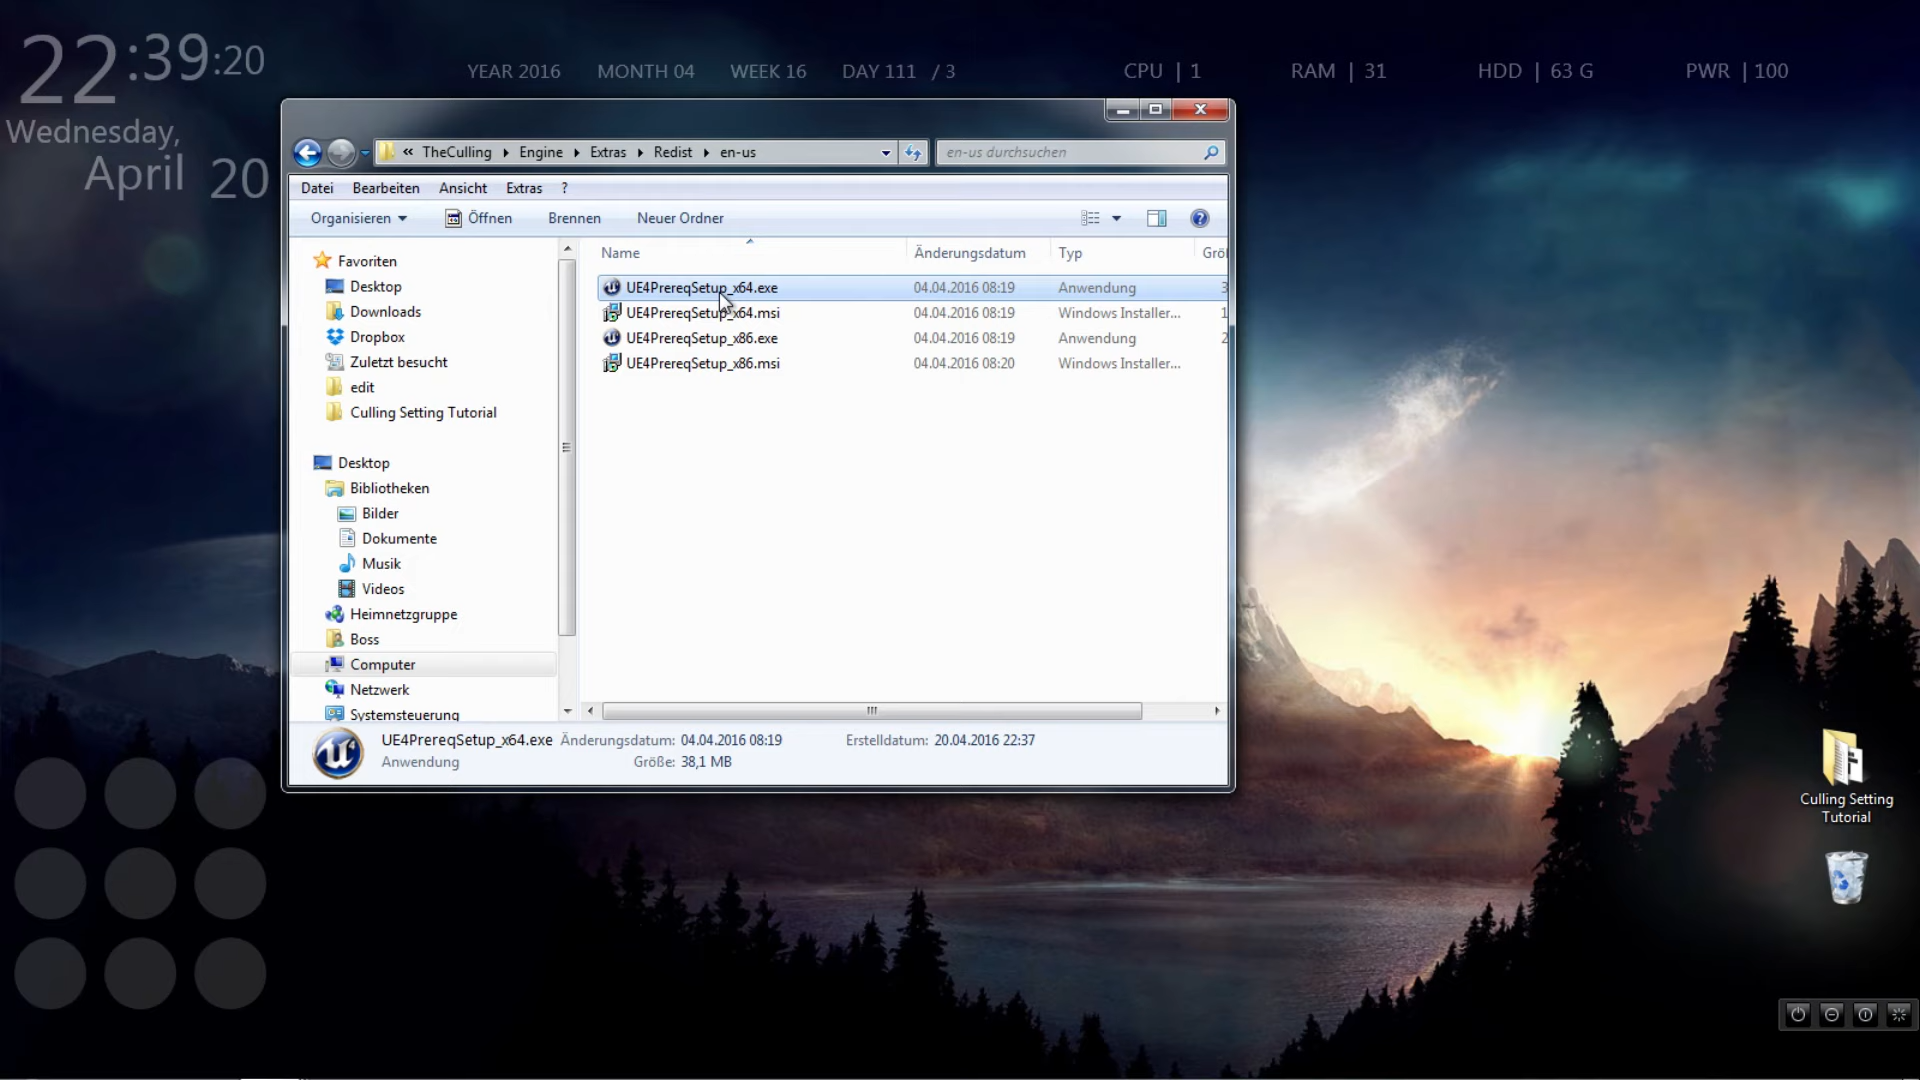 22:39:20
Wednesday,
April 20
YEAR 2016 MONTH 04 WEEK 16 DAY 111 / 3 CPU | 1 RAM | 31 HDD | 63 G PWR | 100
« TheCulling Engine Extras Redist en-us en-us durchsuchen
Datei Bearbeiten Ansicht Extras ?
Organisieren Öffnen Brennen Neuer Ordner
Favoriten
Desktop
Downloads
Dropbox
Zuletzt besucht
edit
Culling Setting Tutorial
Desktop
Bibliotheken
Bilder
Dokumente
Musik
Videos
Heimnetzgruppe
Boss
Computer
Netzwerk
Systemsteuerung
Name Änderungsdatum Typ Grö
UE4PrereqSetup_x64.exe 04.04.2016 08:19 Anwendung 3
UE4PrereqSetup_x64.msi 04.04.2016 08:19 Windows Installer... 1
UE4PrereqSetup_x86.exe 04.04.2016 08:19 Anwendung 2
UE4PrereqSetup_x86.msi 04.04.2016 08:20 Windows Installer...
UE4PrereqSetup_x64.exe Änderungsdatum: 04.04.2016 08:19 Erstelldatum: 20.04.2016 22:37
Anwendung Größe: 38,1 MB
Culling Setting
Tutorial